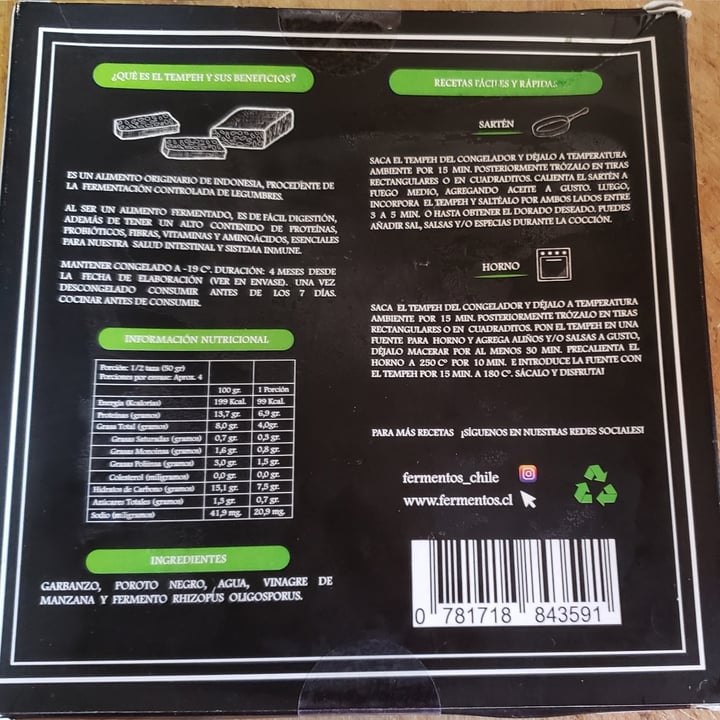 ¿QUÉ ES EL TEMPEH Y SUS BENEFICIOS?
ES UN ALIMENTO ORIGINARIO DE INDONESIA, PROCEDENTE DE
LA FERMENTACIÓN CONTROLADA DE LEGUMBRES.
AL SER UN ALIMENTO FERMENTADO, ES DE FÁCIL DIGESTIÓN,
ADEMÁS DE TENER UN ALTO CONTENIDO DE PROTEÍNAS,
PROBIÓTICOS, FIBRAS, VITAMINAS Y AMINOÁCIDOS, ESENCIALES
PARA NUESTRA SALUD INTESTINAL Y SISTEMA INMUNE.
MANTENER CONGELADO A -19 Cº. DURACIÓN: 4 MESES DESDE
LA FECHA DE ELABORACIÓN (VER EN ENVASE). UNA VEZ
DESCONGELADO CONSUMIR ANTES DE LOS 7 DÍAS.
COCINAR ANTES DE CONSUMIR.
INFORMACIÓN NUTRICIONAL
Porción: 1/2 taza (50 gr)
Porciones por envase: Aprox. 4
100 gr. 1 Porción
Energía (Kcalorías) 199 Kcal. 99 Kcal.
Proteínas (gramos) 13,7 gr. 6,9 gr.
Grasa Total (gramos) 8,0 gr. 4,0gr.
Grasas Saturadas (gramos) 0,7 gr. 0,3 gr.
Grasas Monoinsa (gramos) 1,6 gr. 0,8 gr.
Grasas Poliinsa (gramos) 3,0 gr. 1,5 gr.
Colesterol (miligramos) 0,0 gr. 0,0 gr.
Hidratos de Carbono (gramos) 15,1 gr. 7,5 gr.
Azúcares Totales (gramos) 1,3 gr. 0,7 gr.
Sodio (miligramos) 41,9 mg. 20,9 mg.
INGREDIENTES
GARBANZO, POROTO NEGRO, AGUA, VINAGRE DE
MANZANA Y FERMENTO RHIZOPUS OLIGOSPORUS.
RECETAS FÁCILES Y RÁPIDAS
SARTÉN
SACA EL TEMPEH DEL CONGELADOR Y DÉJALO A TEMPERATURA
AMBIENTE POR 15 MIN. POSTERIORMENTE TRÓZALO EN TIRAS
RECTANGULARES O EN CUADRADITOS. CALIENTA EL SARTÉN A
FUEGO MEDIO, AGREGANDO ACEITE A GUSTO. LUEGO,
INCORPORA EL TEMPEH Y SALTÉALO POR AMBOS LADOS ENTRE
3 A 5 MIN. O HASTA OBTENER EL DORADO DESEADO. PUEDES
AÑADIR SAL, SALSAS Y/O ESPECIAS DURANTE LA COCCIÓN.
HORNO
SACA EL TEMPEH DEL CONGELADOR Y DÉJALO A TEMPERATURA
AMBIENTE POR 15 MIN. POSTERIORMENTE TRÓZALO EN TIRAS
RECTANGULARES O EN CUADRADITOS. PON EL TEMPEH EN UNA
FUENTE PARA HORNO Y AGREGA ALIÑOS Y/O SALSAS A GUSTO,
DÉJALO MACERAR POR AL MENOS 30 MIN. PRECALIENTA EL
HORNO A 250 Cº POR 10 MIN. E INTRODUCE LA FUENTE CON
EL TEMPEH POR 15 MIN. A 180 Cº. SÁCALO Y DISFRUTA!
PARA MÁS RECETAS ¡SÍGUENOS EN NUESTRAS REDES SOCIALES!
fermentos_chile
www.fermentos.cl
0 781718 843591